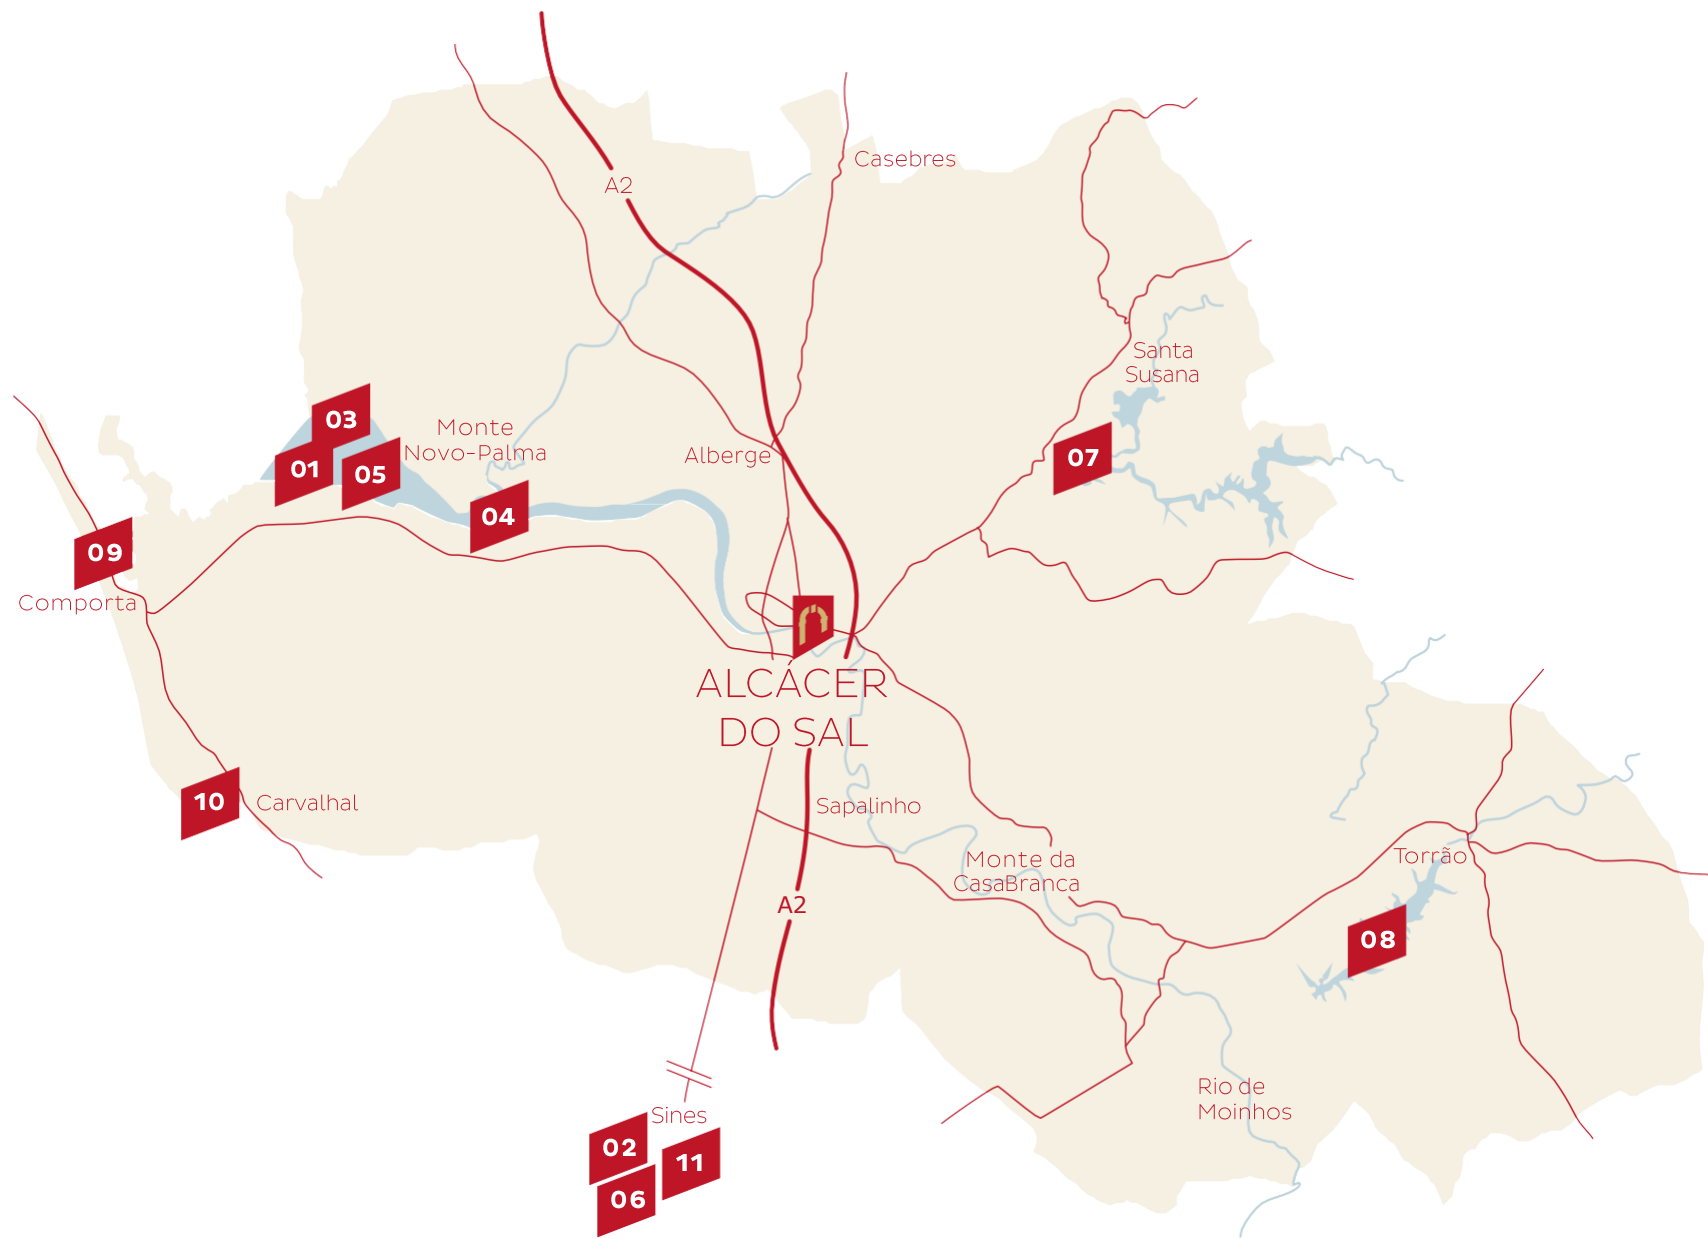 A2
Casebres
Santa
Susana
03
Monte
Novo-Palma
Alberge
01
05
07
04
09
Comporta
ALCÁCER
DO SAL
10
Carvalhal
Sapalinho
Monte da
CasaBranca
Torrão
A2
08
Rio de
Moinhos
Sines
02
11
06